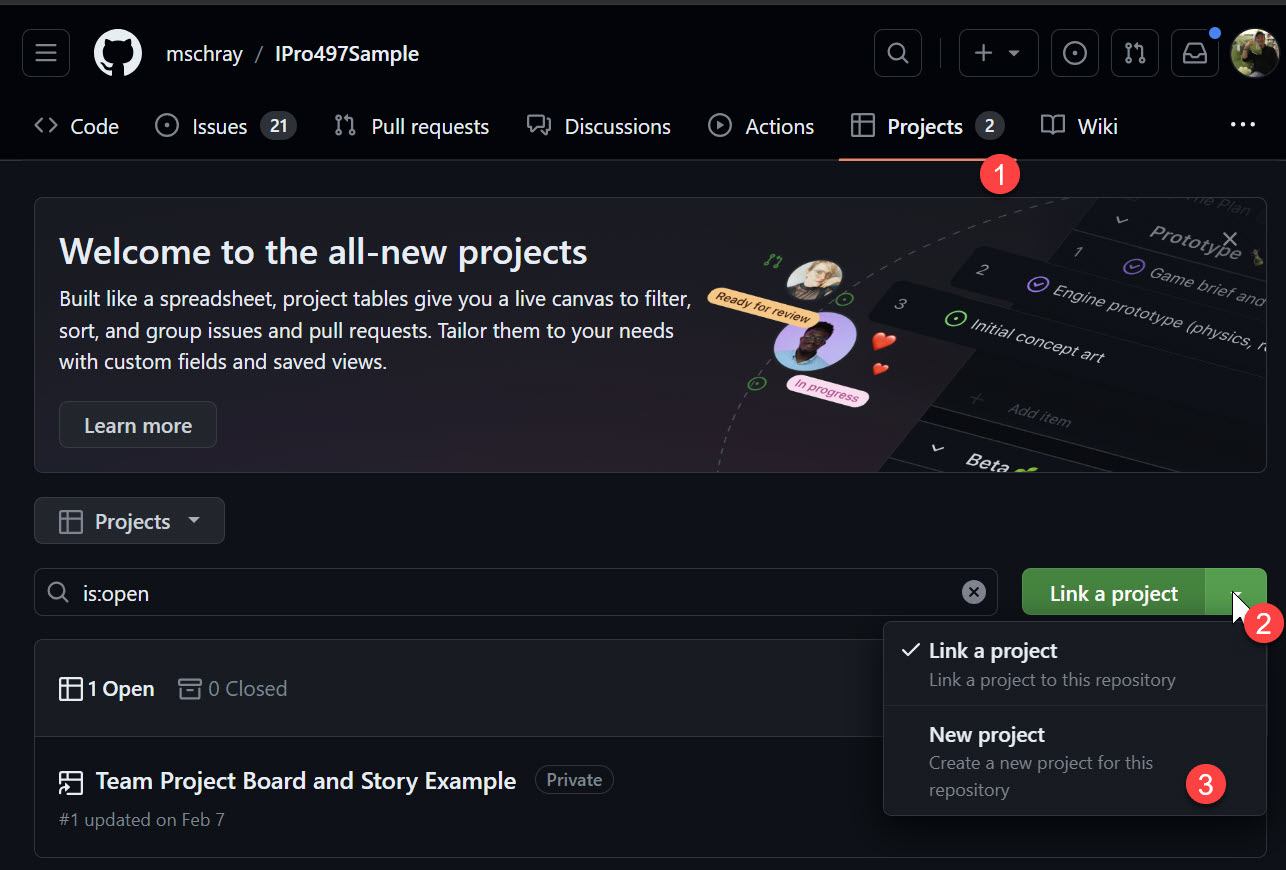 mschray / IPro497Sample
Code Issues 21 Pull requests Discussions Actions Projects 2 Wiki
1
Welcome to the all-new projects
Built like a spreadsheet, project tables give you a live canvas to filter,
sort, and group issues and pull requests. Tailor them to your needs
with custom fields and saved views.
Learn more
Ready for review
In progress
The Plan
Prototype
1 Game brief and
2 Engine prototype (physics,
3 Initial concept art
+ Add item
Beta
Projects
is:open
Link a project
2
Link a project
Link a project to this repository
New project
Create a new project for this
repository
3
1 Open 0 Closed
Team Project Board and Story Example Private
#1 updated on Feb 7